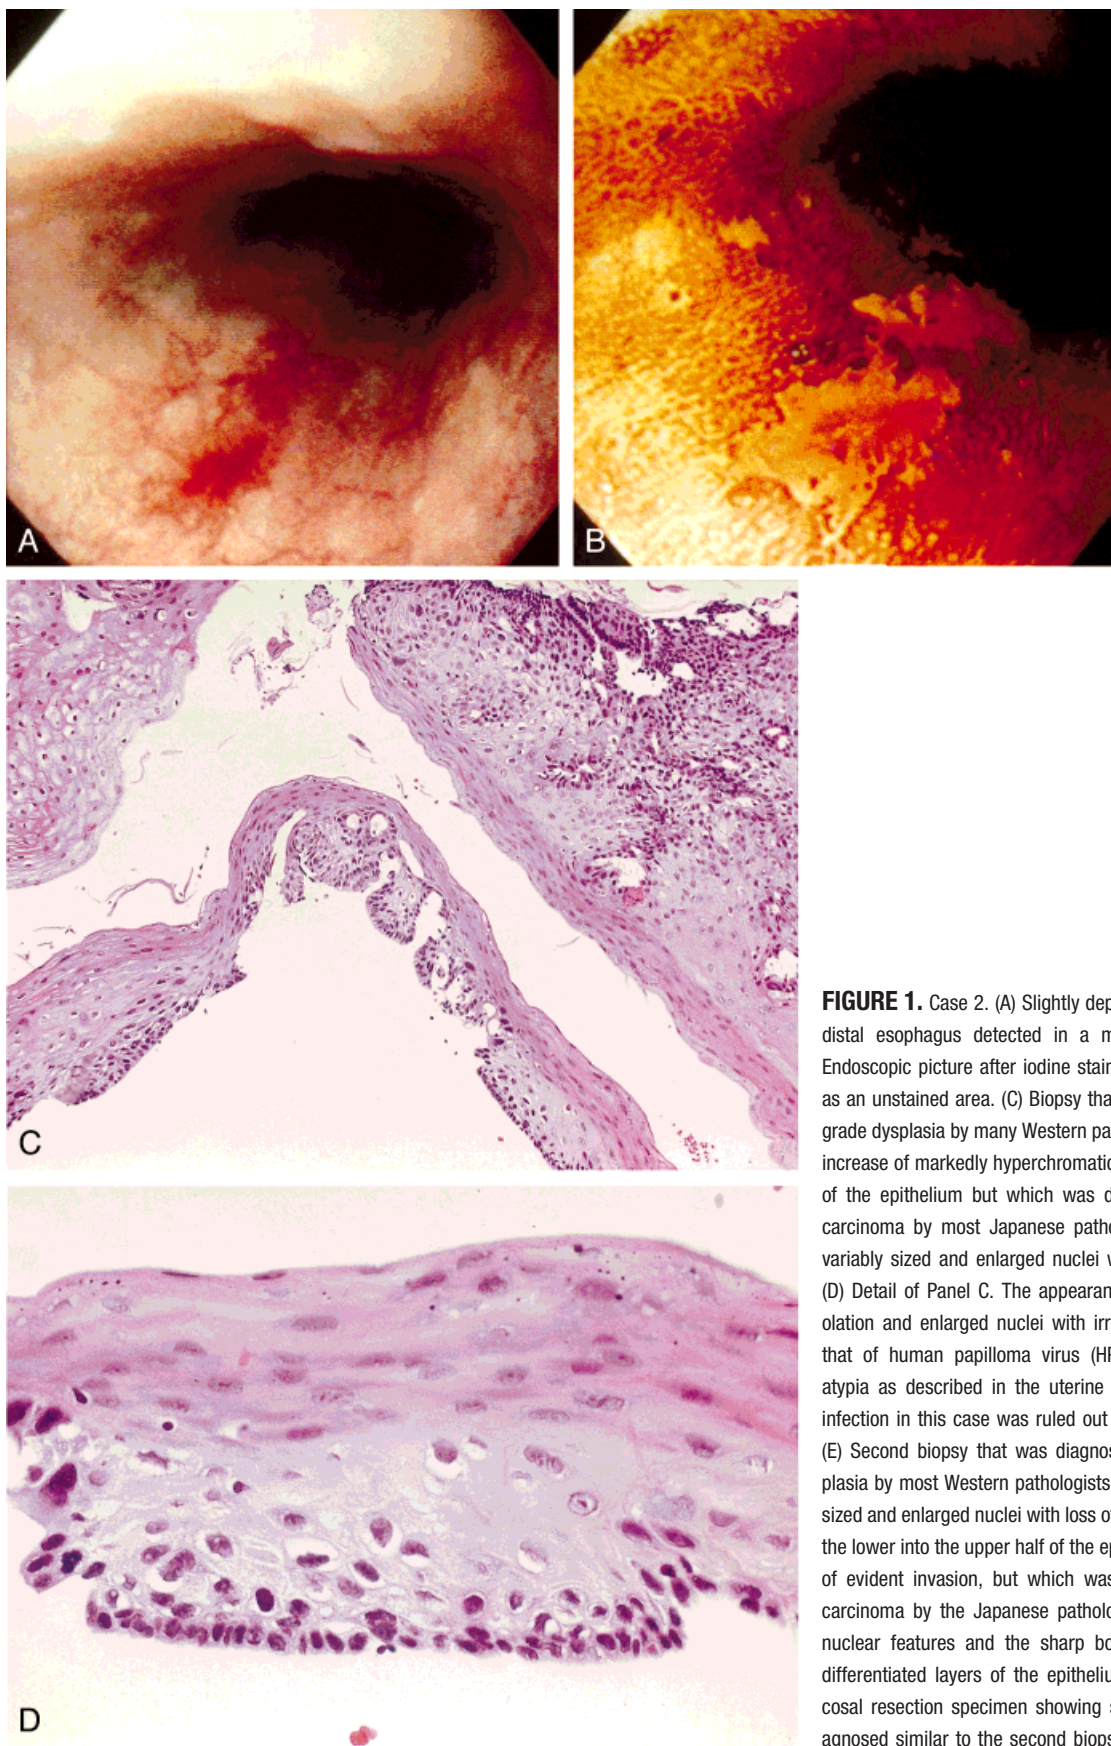 A
B
C
D
FIGURE 1. Case 2. (A) Slightly dep
distal esophagus detected in a m
Endoscopic picture after iodine stain
as an unstained area. (C) Biopsy tha
grade dysplasia by many Western pa
increase of markedly hyperchromatic
of the epithelium but which was d
carcinoma by most Japanese patho
variably sized and enlarged nuclei v
(D) Detail of Panel C. The appearan
olation and enlarged nuclei with irr
that of human papilloma virus (HF
atypia as described in the uterine
infection in this case was ruled out
(E) Second biopsy that was diagnos
plasia by most Western pathologists
sized and enlarged nuclei with loss of
the lower into the upper half of the ep
of evident invasion, but which was
carcinoma by the Japanese patholo
nuclear features and the sharp bo
differentiated layers of the epitheliu
cosal resection specimen showing s
agnosed similar to the second biops